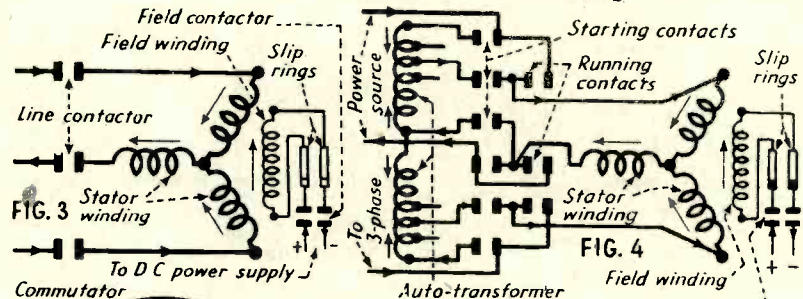 Field contactor
Field winding
Slip
rings
Line contactor
Stator
winding
FIG. 3
+ -
To DC power supply
Commutator
Starting contacts
Running
contacts
Power
source
To
3-phase
Slip
rings
Stator
winding
FIG. 4
Field winding
+ -
Auto-transformer